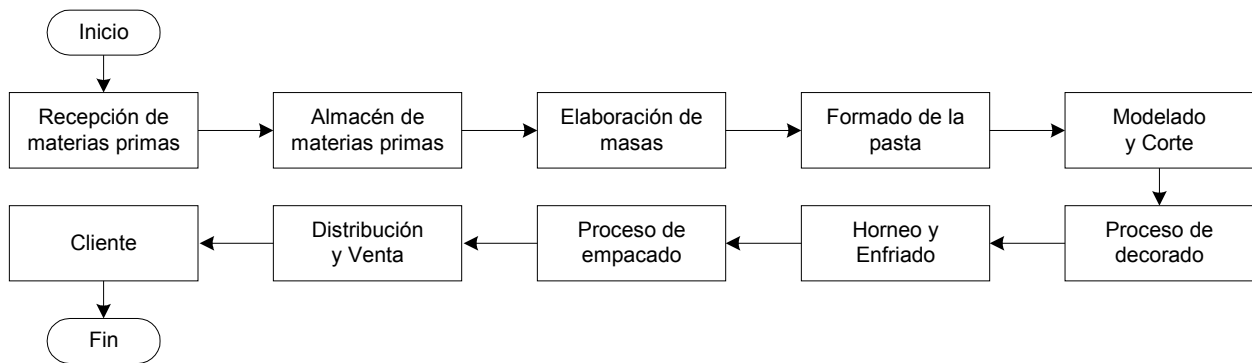 Inicio
Recepción de
materias primas
Almacén de
materias primas
Elaboración de
masas
Formado de la
pasta
Modelado
y Corte
Proceso de
decorado
Horneo y
Enfriado
Proceso de
empacado
Distribución
y Venta
Cliente
Fin